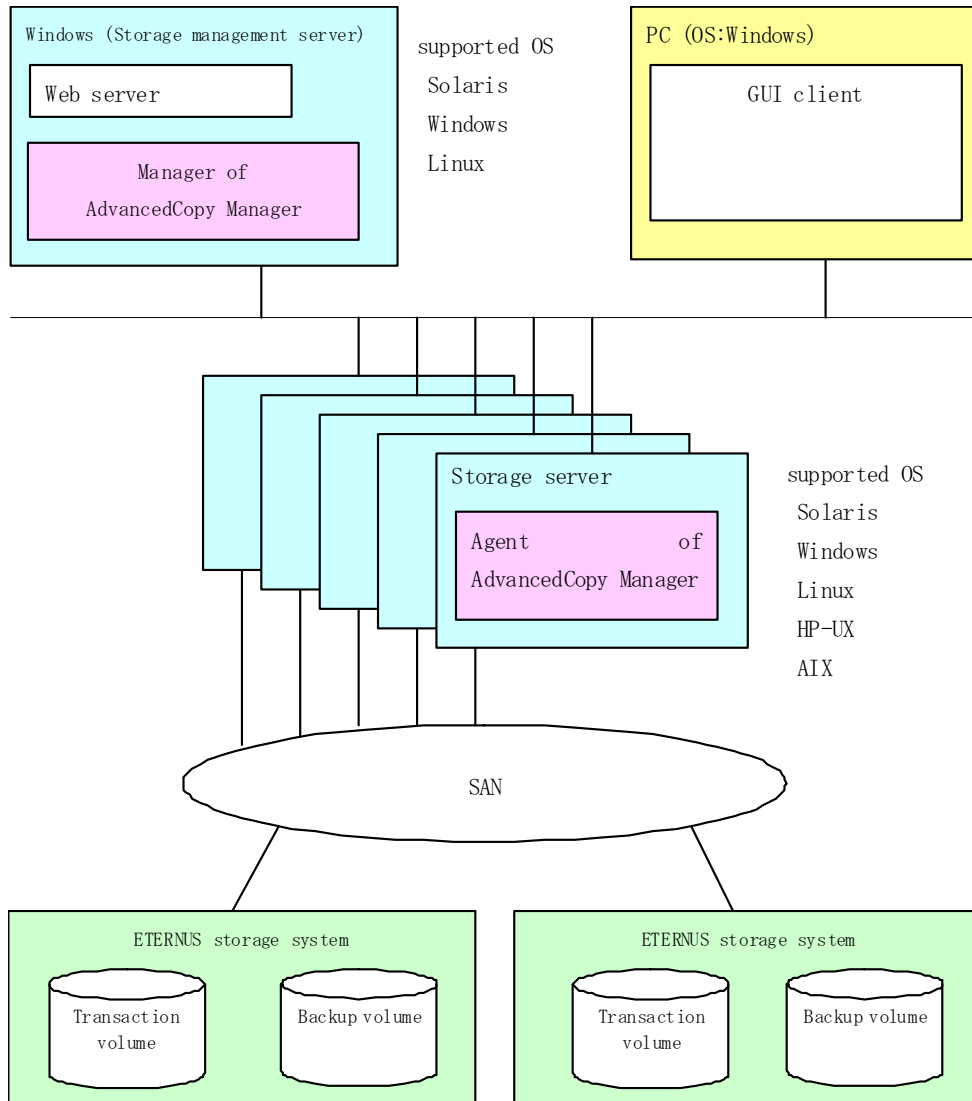 Windows (Storage management server)
Web server
Manager of
AdvancedCopy Manager
supported OS
Solaris
Windows
Linux
PC (OS:Windows)
GUI client
Storage server
Agent of
AdvancedCopy Manager
supported OS
Solaris
Windows
Linux
HP-UX
AIX
SAN
ETERNUS storage system
Transaction
volume
Backup volume
ETERNUS storage system
Transaction
volume
Backup volume